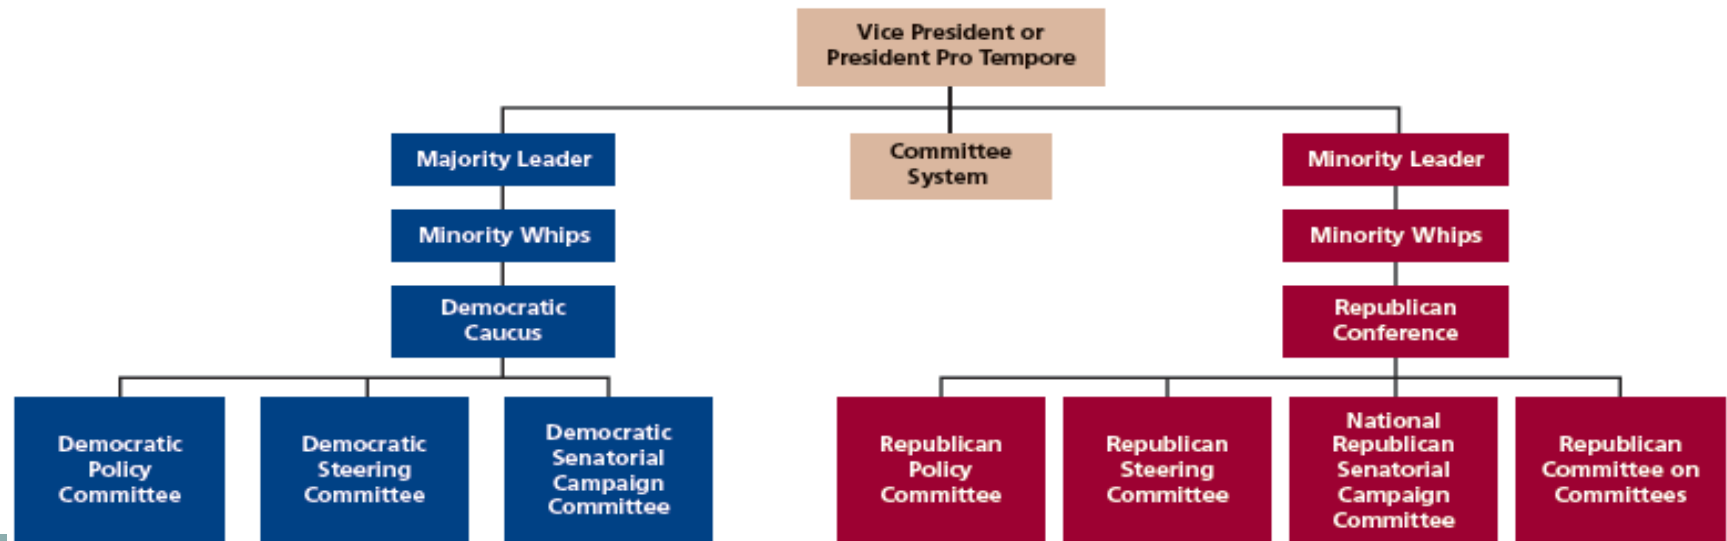 Vice President or
President Pro Tempore
Majority Leader
Committee
System
Minority Leader
Minority Whips
Minority Whips
Democratic
Caucus
Republican
Conference
Democratic
Policy
Committee
Democratic
Steering
Committee
Democratic
Senatorial
Campaign
Committee
Republican
Policy
Committee
Republican
Steering
Committee
National
Republican
Senatorial
Campaign
Committee
Republican
Committee on
Committees